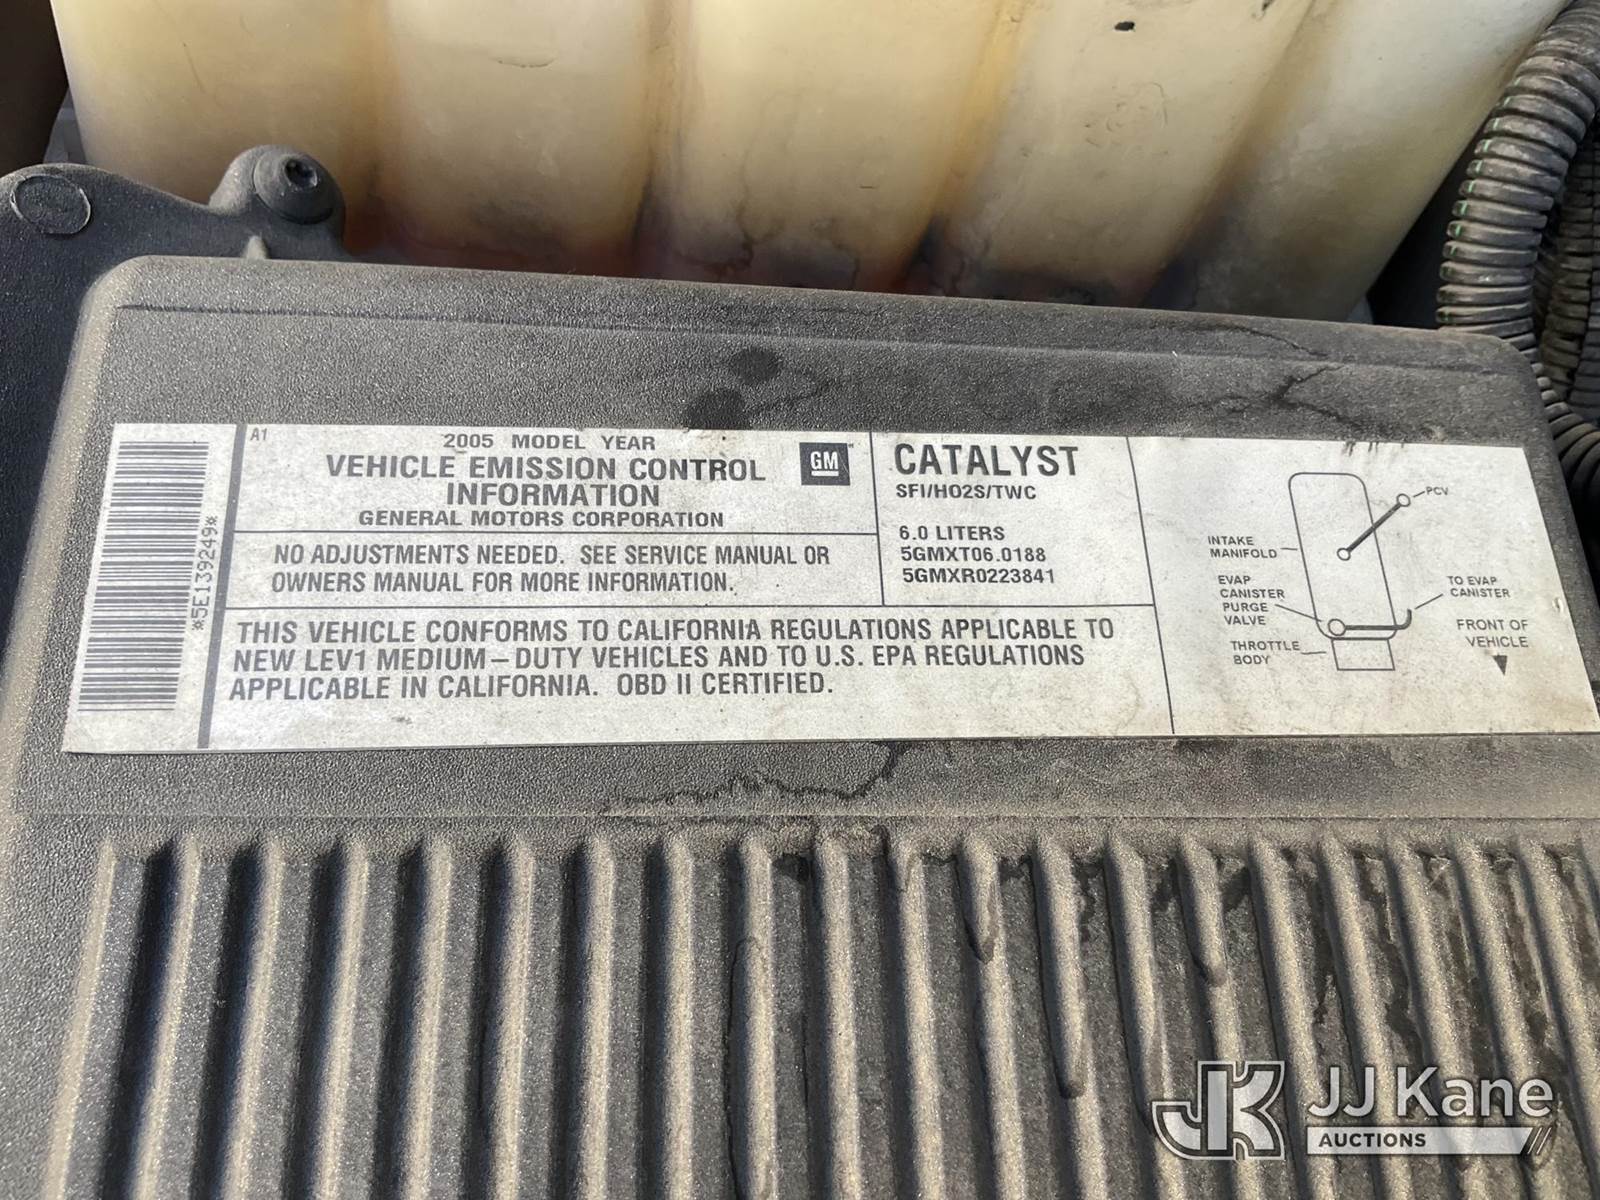 *5E139249*
A1
2005 MODEL YEAR
VEHICLE EMISSION CONTROL
INFORMATION
GENERAL MOTORS CORPORATION
GM
NO ADJUSTMENTS NEEDED. SEE SERVICE MANUAL OR
OWNERS MANUAL FOR MORE INFORMATION.
CATALYST
SFI/HO2S/TWC
6.0 LITERS
5GMXT06.0188
5GMXR0223841
THIS VEHICLE CONFORMS TO CALIFORNIA REGULATIONS APPLICABLE TO
NEW LEV1 MEDIUM–DUTY VEHICLES AND TO U.S. EPA REGULATIONS
APPLICABLE IN CALIFORNIA. OBD II CERTIFIED.
PCV
INTAKE
MANIFOLD
EVAP
CANISTER
PURGE
VALVE
THROTTLE
BODY
TO EVAP
CANISTER
FRONT OF
VEHICLE
JK
JJ Kane
AUCTIONS